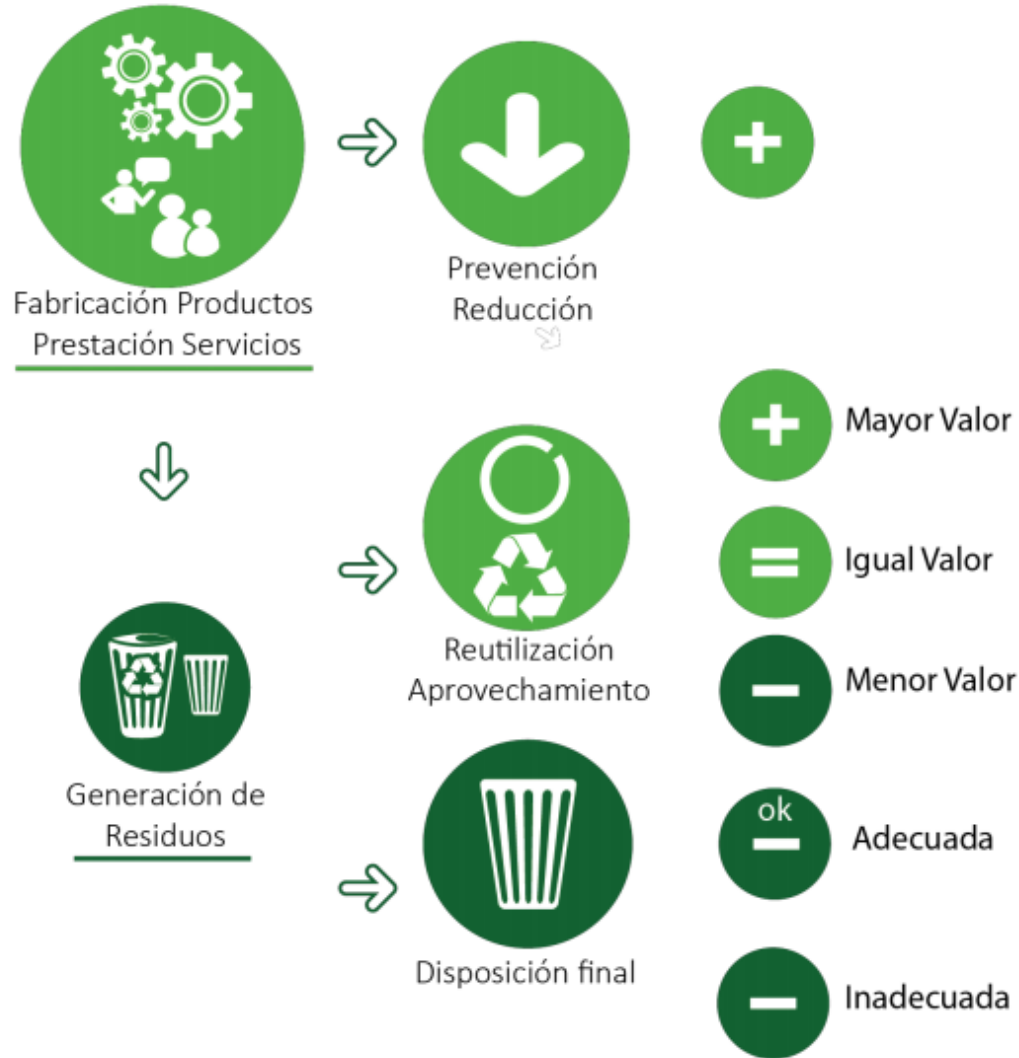 Fabricación Productos
Prestación Servicios
Prevención
Reducción
Mayor Valor
Igual Valor
Reutilización
Aprovechamiento
Menor Valor
Generación de
Residuos
ok
Adecuada
Disposición final
Inadecuada